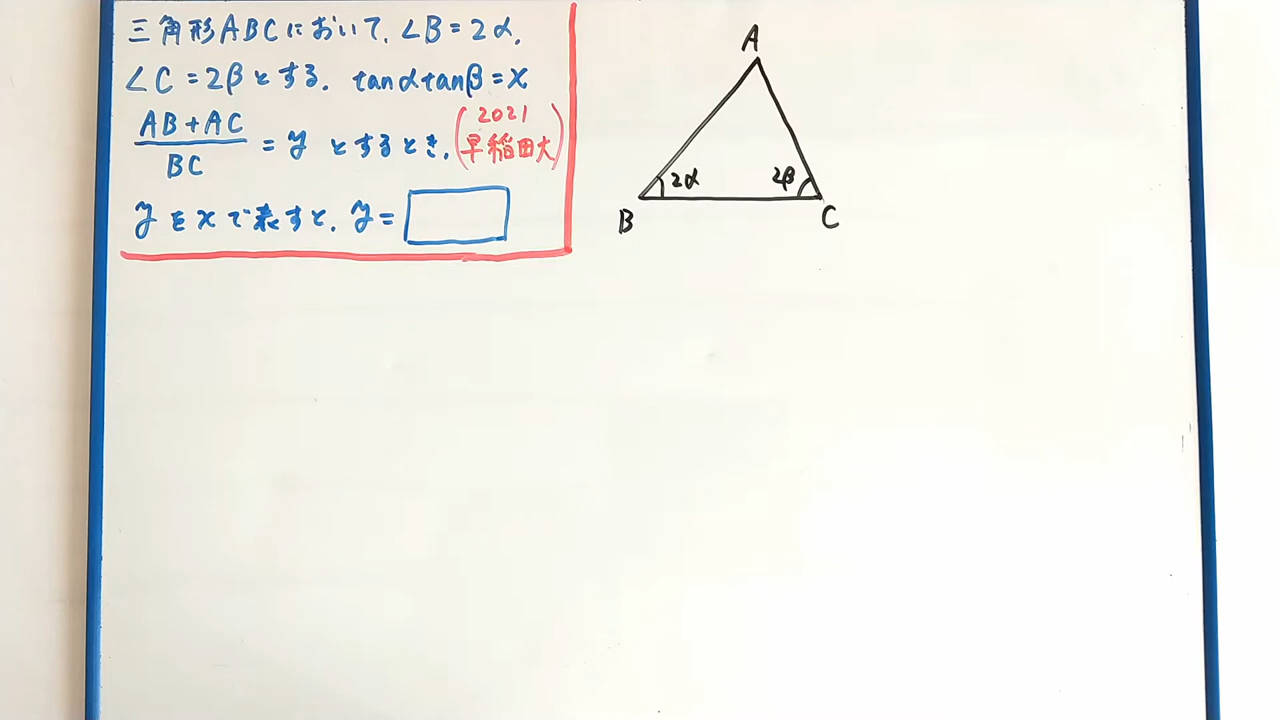 三角形ABCにおいて、∠B=2α、
∠C=2βとする. tanαtanβ=x
AB+AC
BC
=y とするとき、
(2021
早稲田大)
yをxで表すと、y=
A
2α
2β
B
C